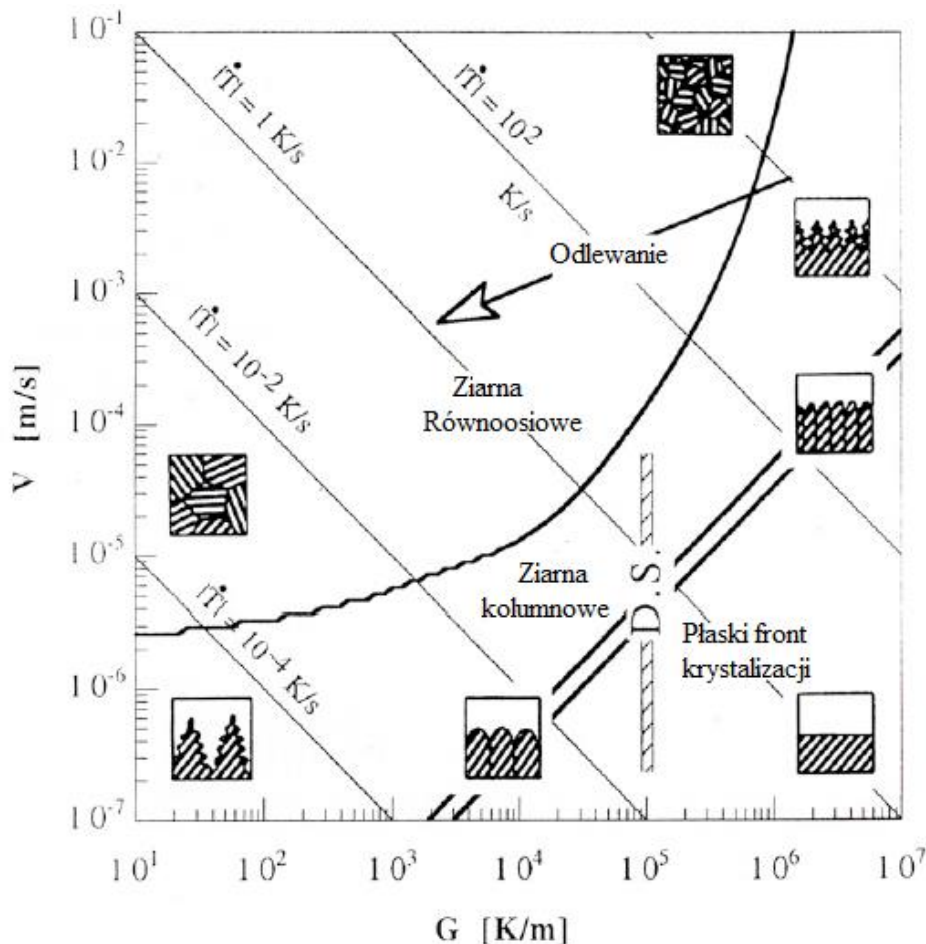 10⁻¹
10⁻²
10⁻³
10⁻⁴
10⁻⁵
10⁻⁶
10⁻⁷
V [m/s]
|Ṫ| = 1 K/s
|Ṫ| = 10² K/s
|Ṫ| = 10⁻² K/s
|Ṫ| = 10⁻⁴ K/s
Odlewanie
Ziarna
Równoosiowe
Ziarna
kolumnowe
D.S.
Płaski front
krystalizacji
10¹ 10² 10³ 10⁴ 10⁵ 10⁶ 10⁷
G [K/m]